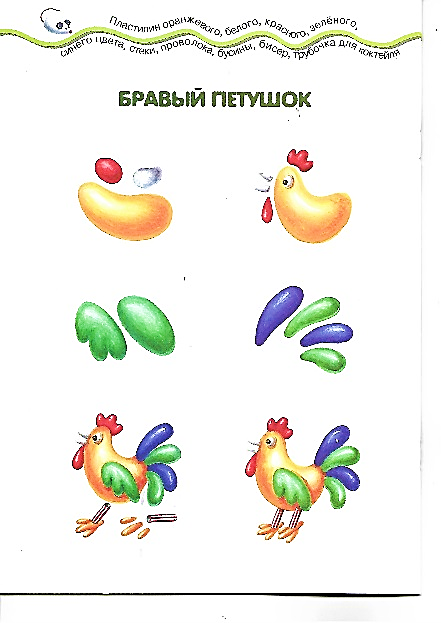 Пластилин оранжевого, белого, красного, зелёного,
синего цвета, стеки, проволока, бусины, бисер, трубочка для коктейля
БРАВЫЙ ПЕТУШОК